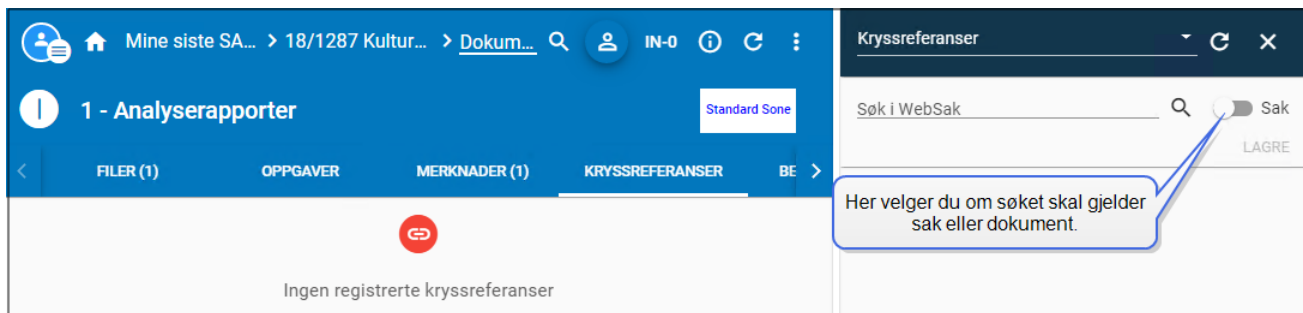 Mine siste SA... > 18/1287 Kultur... > Dokum... IN-0
1 - Analyserapporter
Standard Sone
FILER (1) OPPGAVER MERKNADER (1) KRYSSREFERANSER BE
Ingen registrerte kryssreferanser
Kryssreferanser
Søk i WebSak Sak
LAGRE
Her velger du om søket skal gjelder
sak eller dokument.